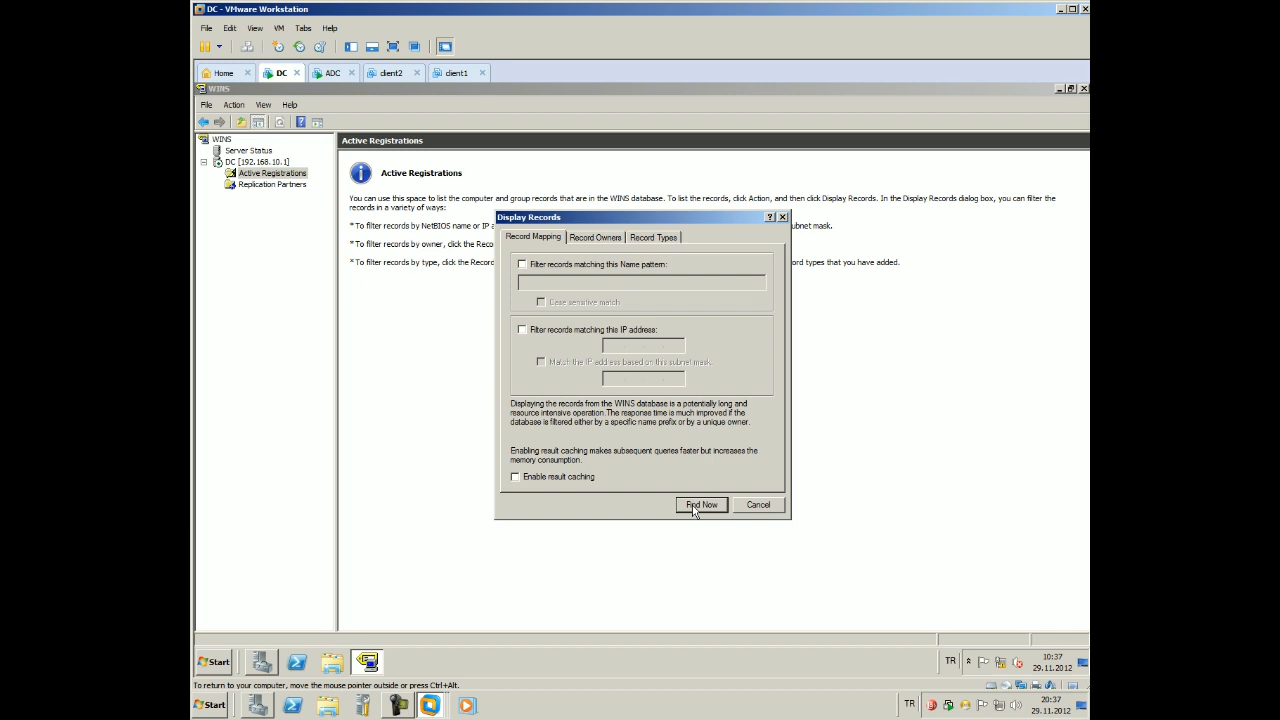 DC - VMware Workstation
File Edit View VM Tabs Help
Home DC ADC client2 client1
WINS
File Action View Help
WINS
Server Status
DC [192.168.10.1]
Active Registrations
Replication Partners
Active Registrations
Active Registrations
You can use this space to list the computer and group records that are in the WINS database. To list the records, click Action, and then click Display Records. In the Display Records dialog box, you can filter the
records in a variety of ways:
* To filter records by NetBIOS name or IP a
ubnet mask.
* To filter records by owner, click the Reco
* To filter records by type, click the Record
ord types that you have added.
Display Records
Record Mapping Record Owners Record Types
Filter records matching this Name pattern:
Case sensitive match
Filter records matching this IP address:
Match the IP address based on this subnet mask:
Displaying the records from the WINS database is a potentially long and
resource intensive operation.The response time is much improved if the
database is filtered either by a specific name prefix or by a unique owner.
Enabling result caching makes subsequent queries faster but increases the
memory consumption.
Enable result caching
Find Now Cancel
Start TR 10:37
29.11.2012
To return to your computer, move the mouse pointer outside or press Ctrl+Alt.
Start TR 20:37
29.11.2012